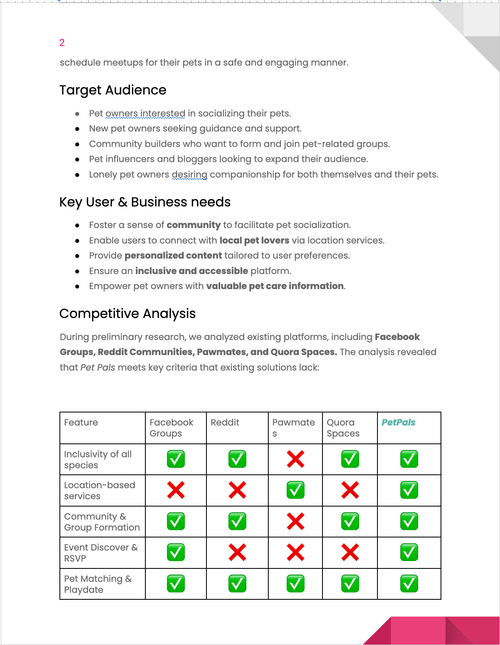 2
schedule meetups for their pets in a safe and engaging manner.
Target Audience
● Pet owners interested in socializing their pets.
● New pet owners seeking guidance and support.
● Community builders who want to form and join pet-related groups.
● Pet influencers and bloggers looking to expand their audience.
● Lonely pet owners desiring companionship for both themselves and their pets.
Key User & Business needs
● Foster a sense of community to facilitate pet socialization.
● Enable users to connect with local pet lovers via location services.
● Provide personalized content tailored to user preferences.
● Ensure an inclusive and accessible platform.
● Empower pet owners with valuable pet care information.
Competitive Analysis
During preliminary research, we analyzed existing platforms, including Facebook
Groups, Reddit Communities, Pawmates, and Quora Spaces. The analysis revealed
that Pet Pals meets key criteria that existing solutions lack:
Feature Facebook Reddit Pawmate Quora PetPals
Groups s Spaces
Inclusivity of all
species
✅ ✅ ❌ ✅ ✅
Location-based
services
❌ ❌ ✅ ❌ ✅
Community &
Group Formation
✅ ✅ ❌ ✅ ✅
Event Discover &
RSVP
✅ ❌ ❌ ❌ ✅
Pet Matching &
Playdate
✅ ✅ ✅ ✅ ✅